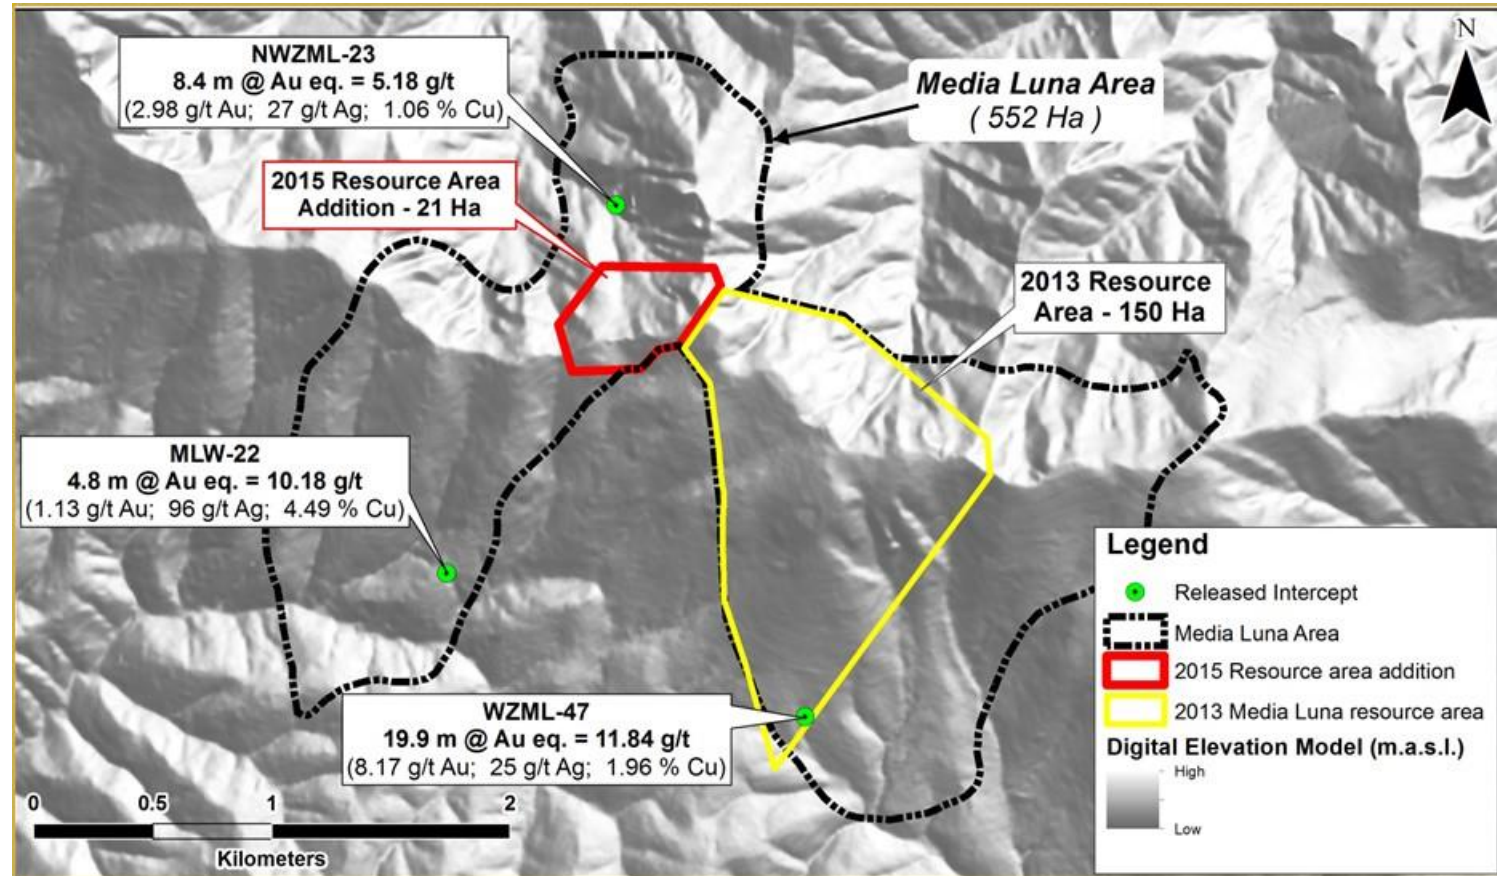 N
NWZML-23
8.4 m @ Au eq. = 5.18 g/t
(2.98 g/t Au; 27 g/t Ag; 1.06 % Cu)
Media Luna Area
( 552 Ha )
2015 Resource Area
Addition - 21 Ha
2013 Resource
Area - 150 Ha
MLW-22
4.8 m @ Au eq. = 10.18 g/t
(1.13 g/t Au; 96 g/t Ag; 4.49 % Cu)
WZML-47
19.9 m @ Au eq. = 11.84 g/t
(8.17 g/t Au; 25 g/t Ag; 1.96 % Cu)
Legend
Released Intercept
Media Luna Area
2015 Resource area addition
2013 Media Luna resource area
Digital Elevation Model (m.a.s.l.)
High
Low
0 0.5 1 2
Kilometers